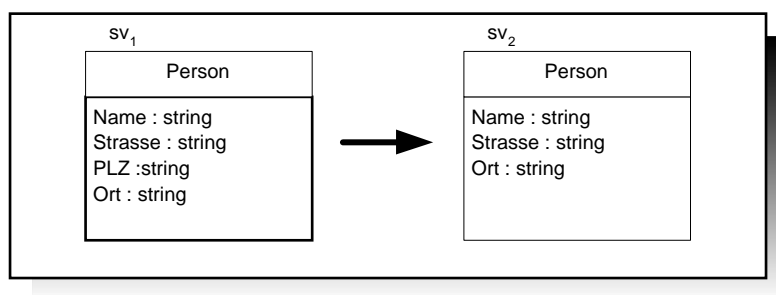 sv1
Person
Name : string
Strasse : string
PLZ :string
Ort : string
sv2
Person
Name : string
Strasse : string
Ort : string